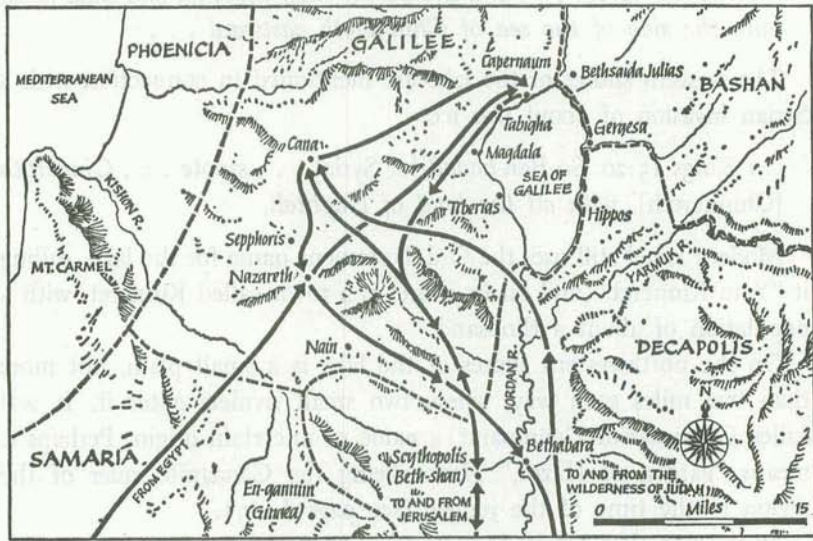 PHOENICIA
GALILEE
MEDITERRANEAN
SEA
Capernaum
Bethsaida Julias
BASHAN
Tabigha
Gergesa
Cana
Magdala
SEA OF
GALILEE
KISHON R.
Tiberias
Hippos
Sepphoris
MT. CARMEL
Nazareth
YARMUK R.
Nain
DECAPOLIS
JORDAN R.
SAMARIA
FROM EGYPT
Scythopolis
(Beth-shan)
Bethabara
En-gannim
(Ginaea)
TO AND FROM
JERUSALEM
TO AND FROM THE
WILDERNESS OF JUDAH
0 Miles 15